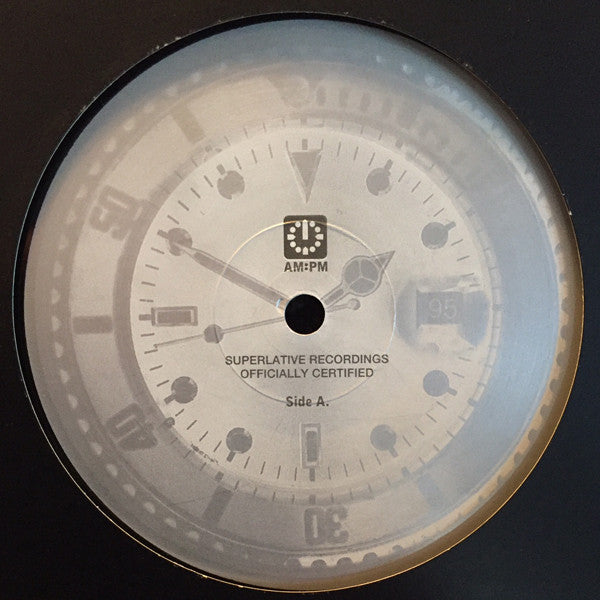 50
AM:PM
95
SUPERLATIVE RECORDINGS
OFFICIALLY CERTIFIED
Side A.
40
30